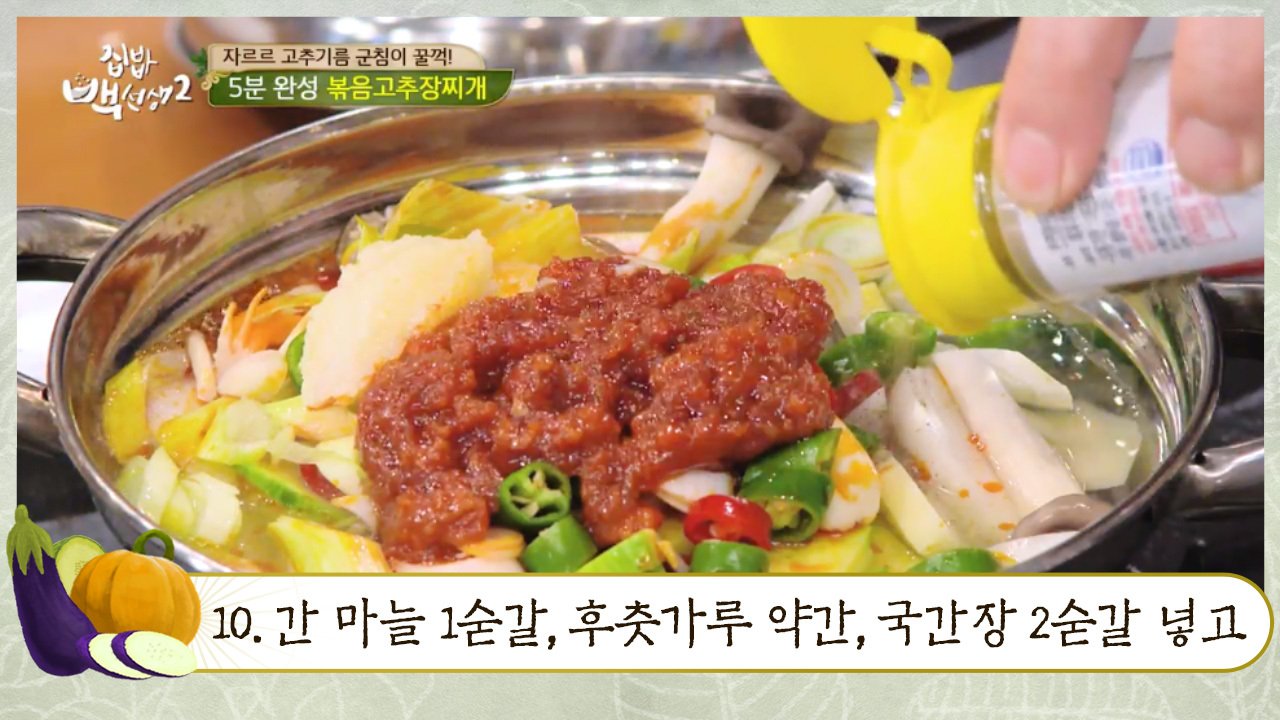 집밥
백선생2
자르르 고추기름 군침이 꿀꺽!
5분 완성 볶음고추장찌개
10. 간 마늘 1숟갈, 후춧가루 약간, 국간장 2숟갈 넣고